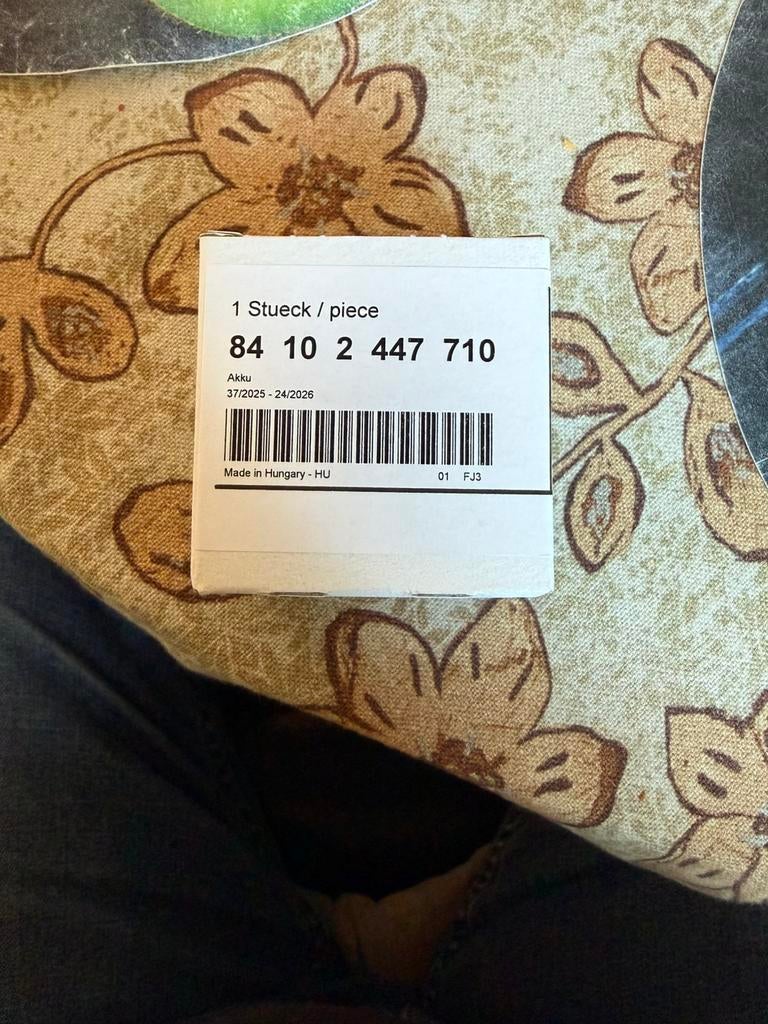 1 Stueck / piece
84 10 2 447 710
Akku
37/2025 - 24/2026
Made in Hungary - HU 01 FJ3